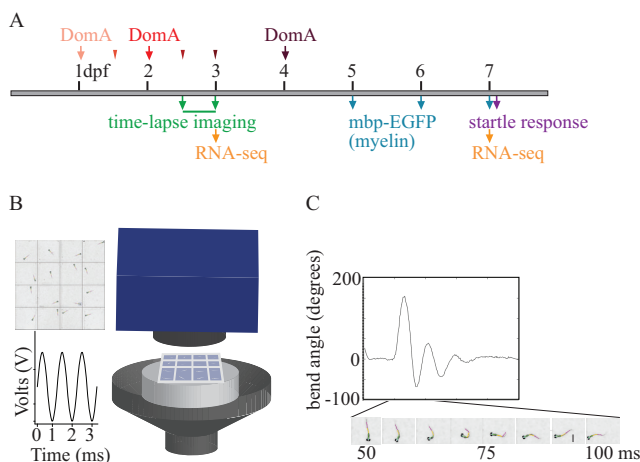 A
DomA DomA DomA
1dpf 2 3 4 5 6 7
time-lapse imaging mbp-EGFP startle response
(myelin)
RNA-seq RNA-seq
B
Volts (V)
0 1 2 3
Time (ms)
C
bend angle (degrees)
200
0
-100
50 75 100 ms